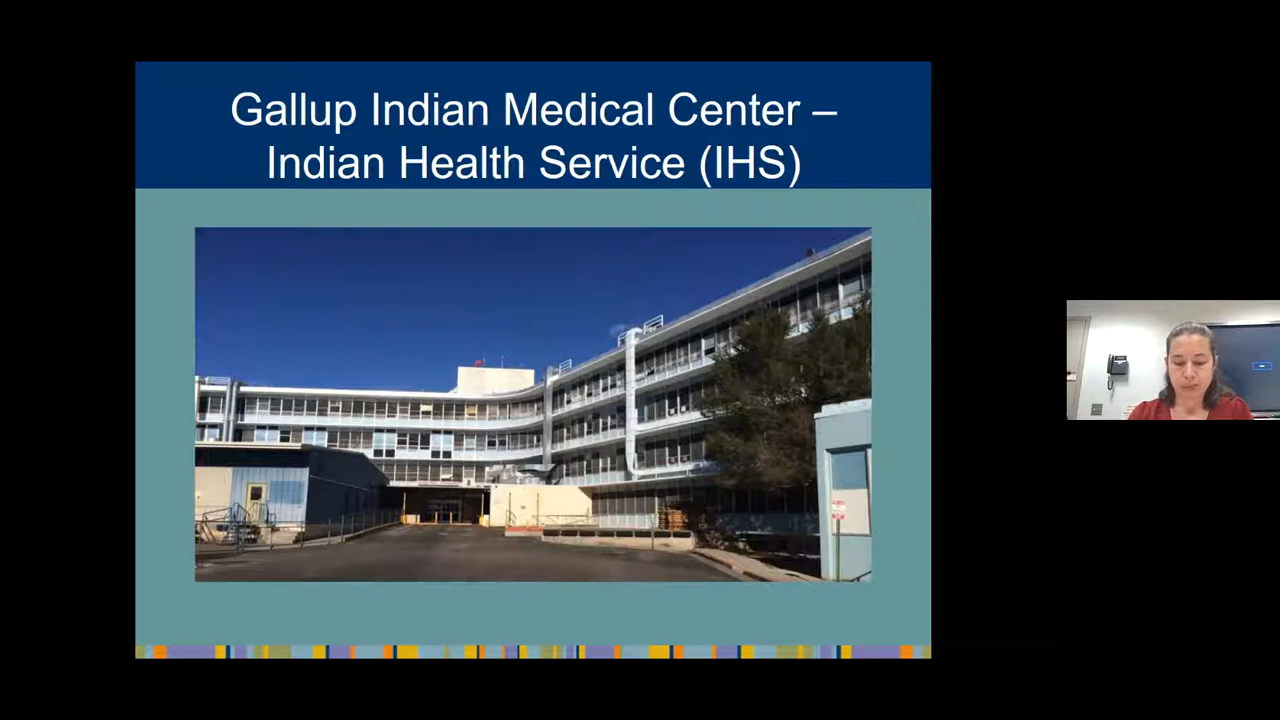 Gallup Indian Medical Center –
Indian Health Service (IHS)